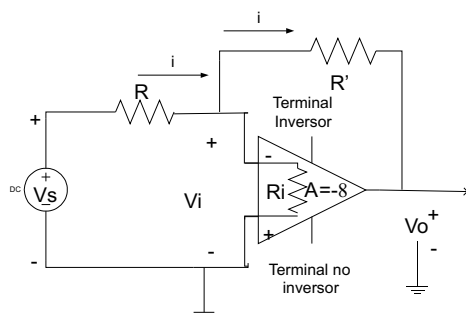 i
i
R
R'
Terminal
Inversor
+
+
-
DC
+
Vs
-
Vi
Ri
A=-8
Vo
+
-
+
-
-
Terminal no
inversor